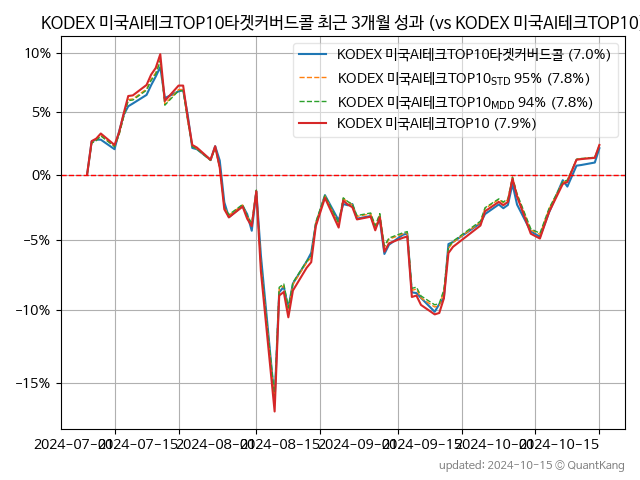 KODEX 미국AI테크TOP10타겟커버드콜 최근 3개월 성과 (vs KODEX 미국AI테크TOP10)
10%
5%
0%
−5%
−10%
−15%
KODEX 미국AI테크TOP10타겟커버드콜 (7.0%)
KODEX 미국AI테크TOP10STD 95% (7.8%)
KODEX 미국AI테크TOP10MDD 94% (7.8%)
KODEX 미국AI테크TOP10 (7.9%)
2024-07-01 2024-07-15 2024-08-01 2024-08-15 2024-09-01 2024-09-15 2024-10-01 2024-10-15
updated: 2024-10-15 © QuantKang